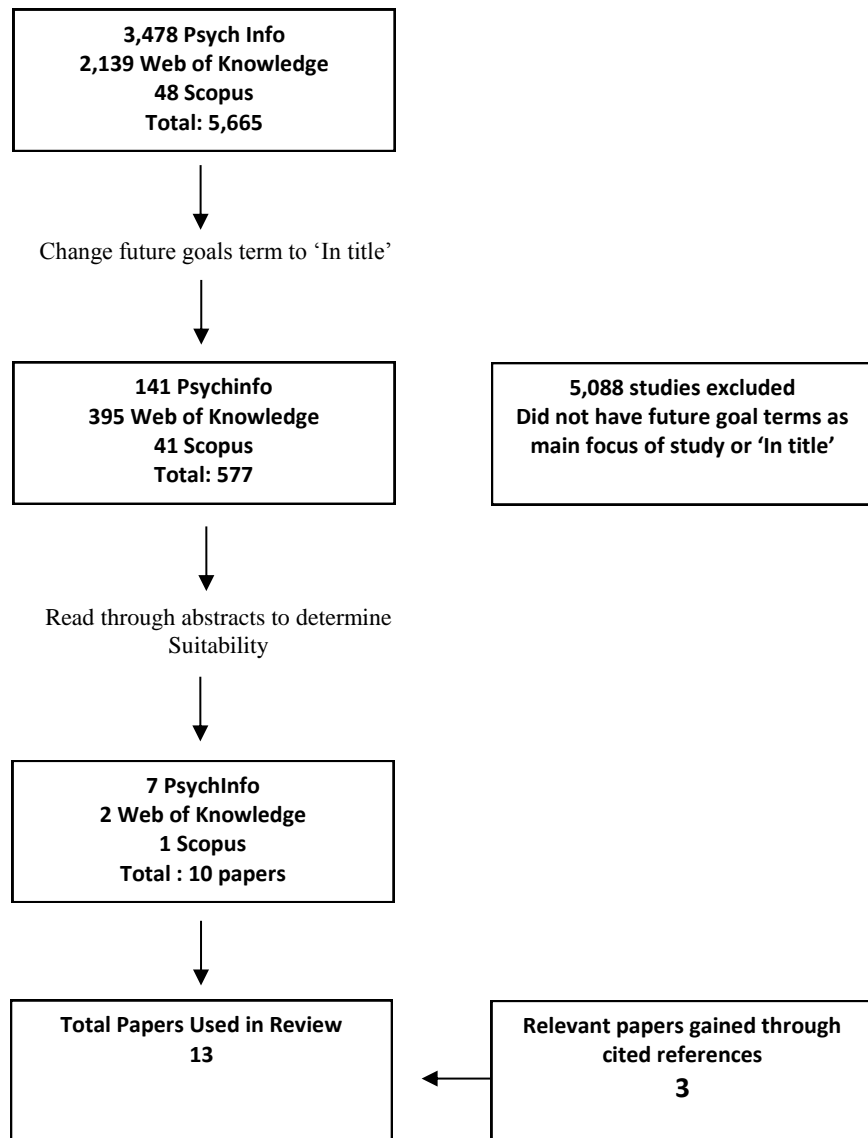 3,478 Psych Info
2,139 Web of Knowledge
48 Scopus
Total: 5,665
Change future goals term to ‘In title’
141 Psychinfo
395 Web of Knowledge
41 Scopus
Total: 577
5,088 studies excluded
Did not have future goal terms as
main focus of study or ‘In title’
Read through abstracts to determine
Suitability
7 PsychInfo
2 Web of Knowledge
1 Scopus
Total : 10 papers
Total Papers Used in Review
13
Relevant papers gained through
cited references
3